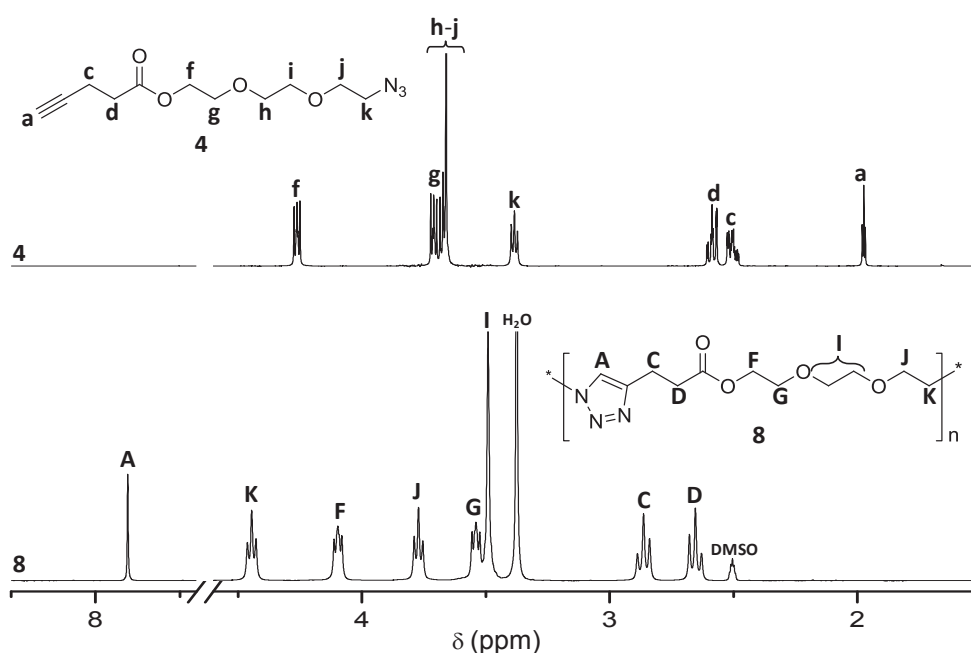 h-j
O
c
f
i
j
N3
O
O
a
d
O
g
h
k
4
f
g
k
d
c
a
4
I
H2O
O
I
A
C
F
J
*
O
*
N
D
O
G
O
K
N
N
8
n
A
K
F
J
G
C
D
DMSO
8
8
4
3
2
δ (ppm)